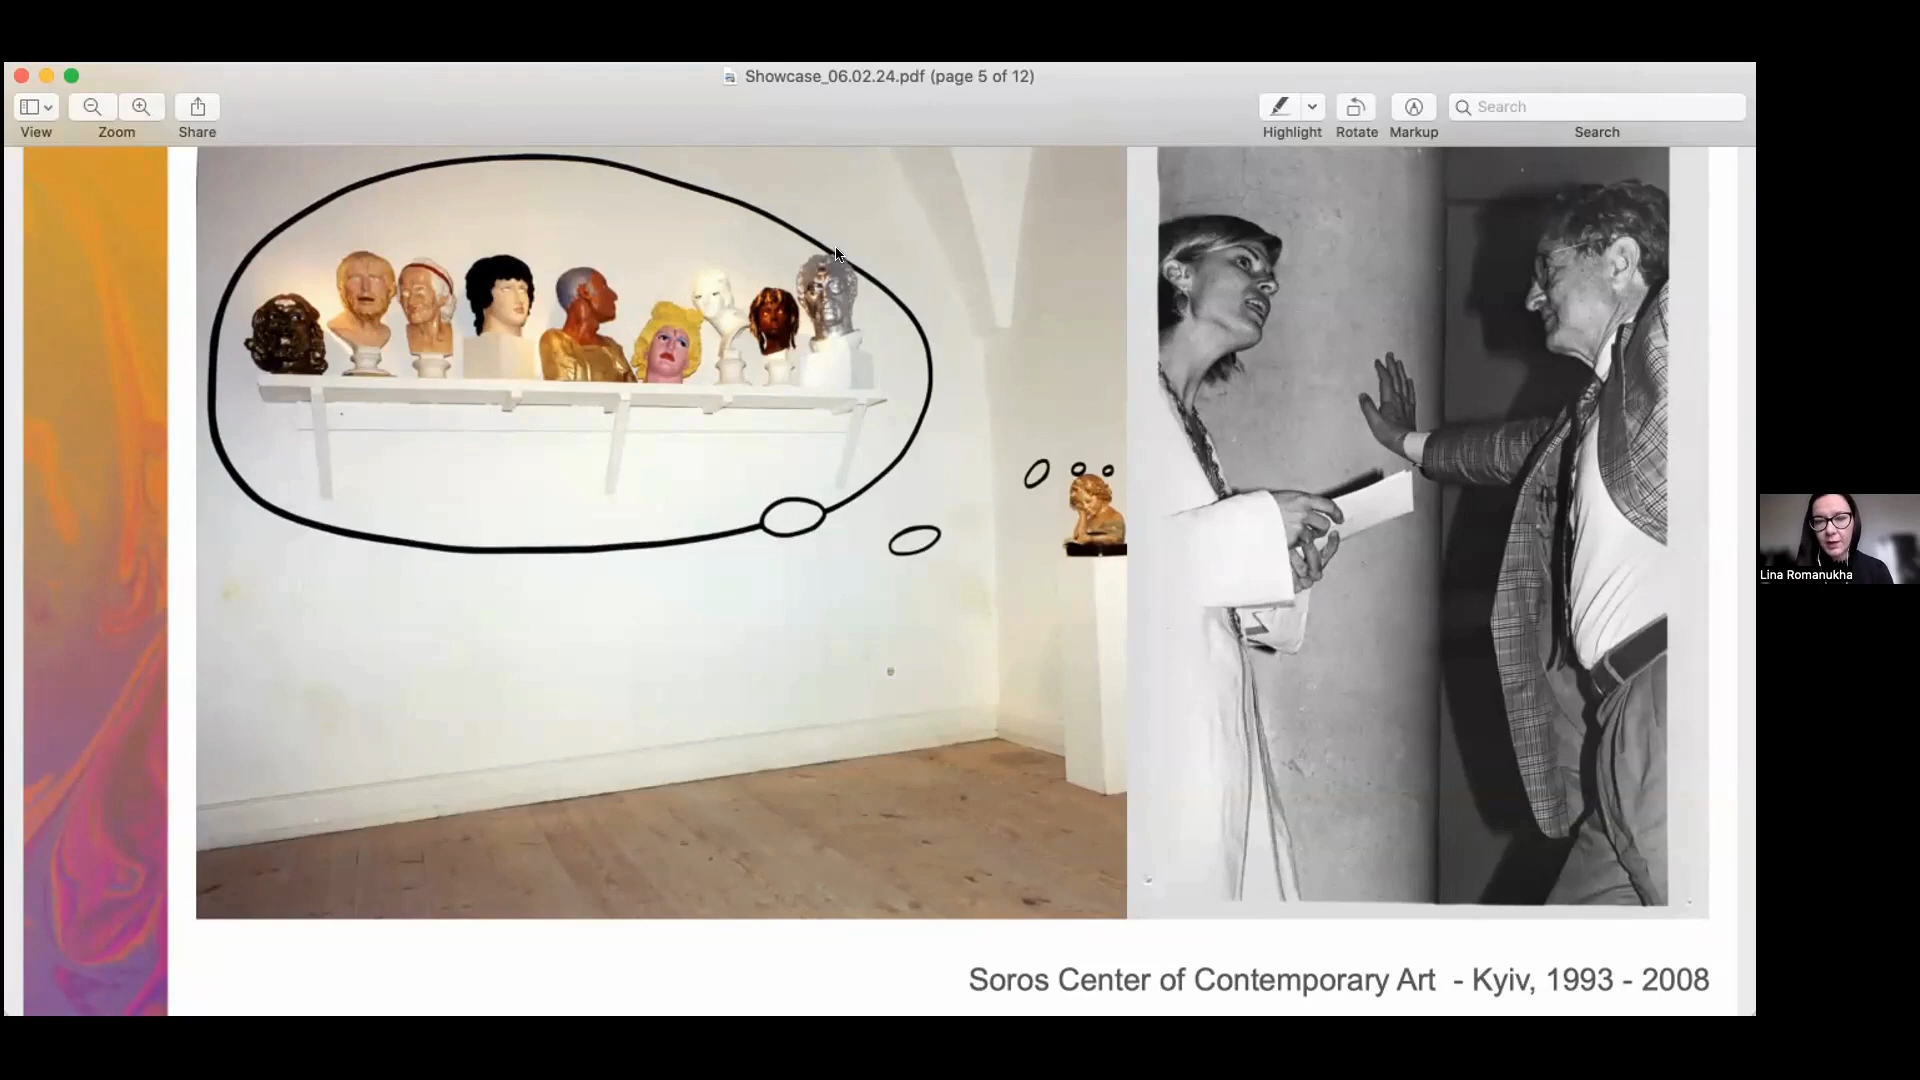 Showcase_06.02.24.pdf (page 5 of 12)
View
Zoom
Share
Highlight
Rotate
Markup
Search
Search
Lina Romanukha
Soros Center of Contemporary Art - Kyiv, 1993 - 2008